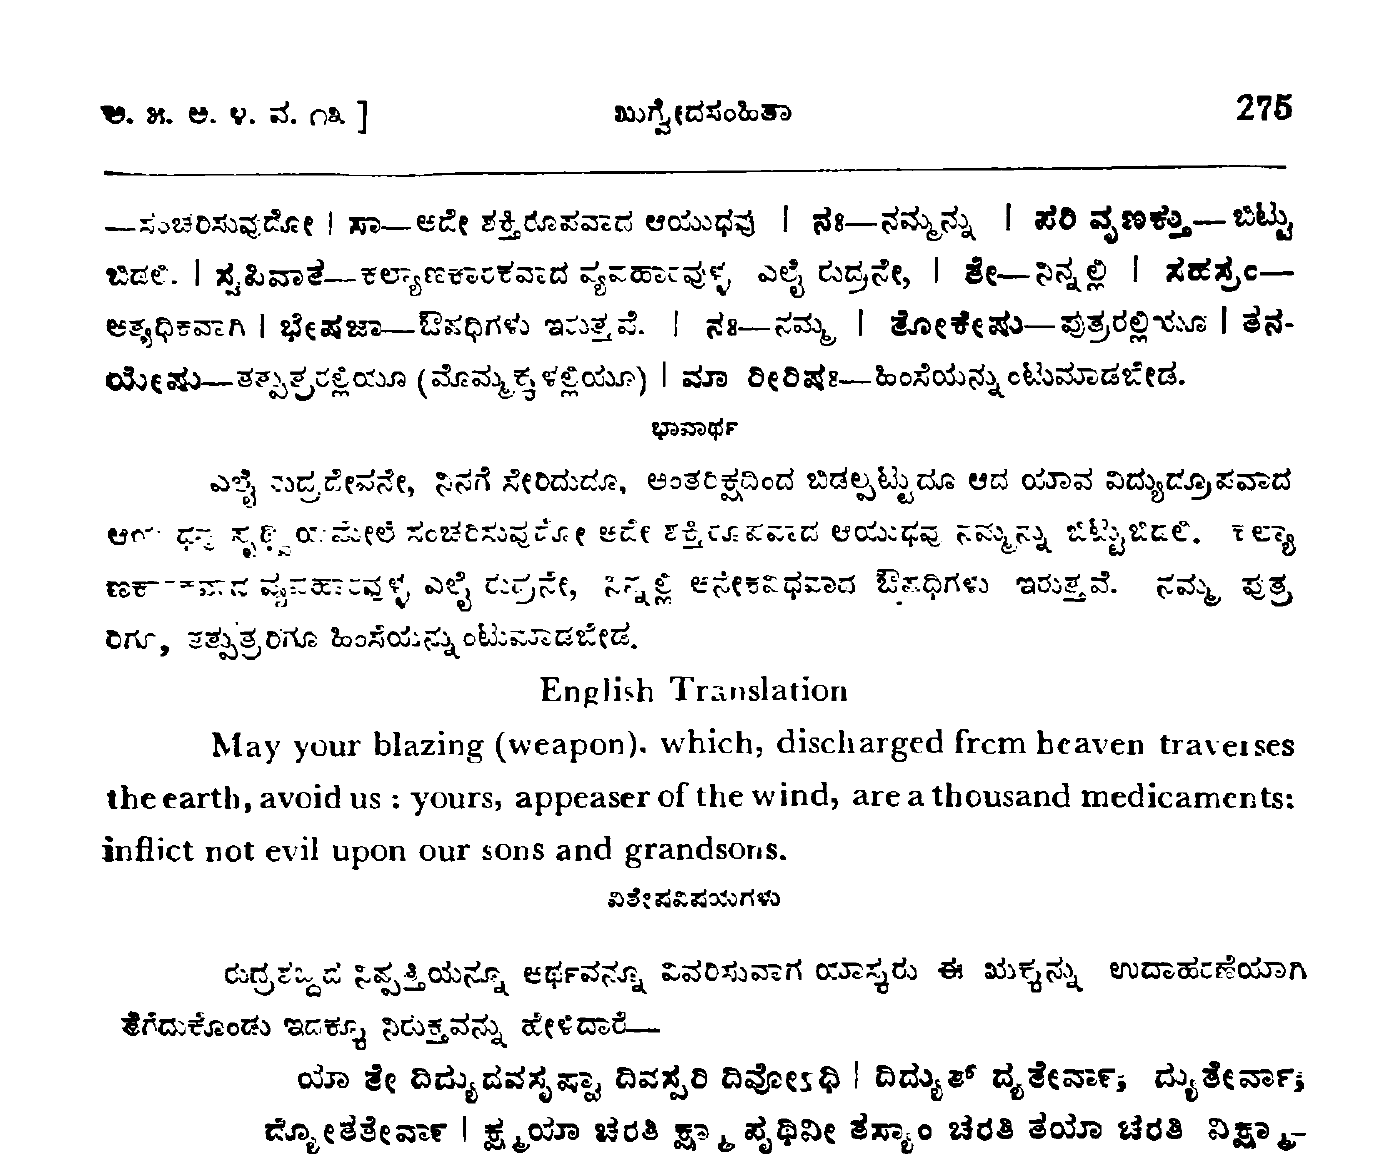 ಅ. ೫. ಅ. ೪. ವ. ೧೩ ] ಋಗ್ವೇದಸಂಹಿತಾ 275
—ಸಂಚರಿಸುವುದೋ | ಸಾ—ಅದೇ ಶಕ್ತಿರೂಪವಾದ ಆಯುಧವು | ನಃ—ನಮ್ಮನ್ನು | ಪರಿ ವೃಣಕ್ತು—ಬಿಟ್ಟು
ಬಿಡಲಿ. | ಸ್ವಪಿವಾತ—ಕಲ್ಯಾಣಕಾರಕವಾದ ವ್ಯವಹಾರವುಳ್ಳ ಎಲೈ ರುದ್ರನೇ, | ತೇ—ನಿನ್ನಲ್ಲಿ | ಸಹಸ್ರಂ—
ಅತ್ಯಧಿಕವಾಗಿ | ಭೇಷಜಾ—ಔಷಧಿಗಳು ಇರುತ್ತವೆ. | ನಃ—ನಮ್ಮ | ತೋಕೇಷು—ಪುತ್ರರಲ್ಲಿಯೂ | ತನ-
ಯೇಷು—ತತ್ಪುತ್ರರಲ್ಲಿಯೂ (ಮೊಮ್ಮಕ್ಕಳಲ್ಲಿಯೂ) | ಮಾ ರೀರಿಷಃ—ಹಿಂಸೆಯನ್ನುಂಟುಮಾಡಬೇಡ.
ಭಾವಾರ್ಥ
ಎಲೈ ರುದ್ರದೇವನೇ, ನಿನಗೆ ಸೇರಿದುದೂ, ಅಂತರಿಕ್ಷದಿಂದ ಬಿಡಲ್ಪಟ್ಟುದೂ ಆದ ಯಾವ ವಿದ್ಯುದ್ರೂಪವಾದ
ಸಂಚರಿಸುವುದೋ ಅದೇ ಶಕ್ತಿರೂಪವಾದ ಆಯುಧವು ನಮ್ಮನ್ನು ಬಿಟ್ಟುಬಿಡಲಿ. ಕಲ್ಯಾ
ವ್ಯವಹಾರವುಳ್ಳ ಎಲೈ ರುದ್ರನೇ, ನಿನ್ನಲ್ಲಿ ಅನೇಕವಿಧವಾದ ಔಷಧಿಗಳು ಇರುತ್ತವೆ. ನಮ್ಮ ಪುತ್ರ
ರಿಗೂ, ತತ್ಪುತ್ರರಿಗೂ ಹಿಂಸೆಯನ್ನುಂಟುಮಾಡಬೇಡ.
English Translation
May your blazing (weapon). which, discharged from heaven traverses
the earth, avoid us : yours, appeaser of the wind, are a thousand medicaments:
inflict not evil upon our sons and grandsons.
ವಿಶೇಷವಿಷಯಗಳು
ರುದ್ರಶಬ್ದದ ನಿಷ್ಪತ್ತಿಯನ್ನೂ ಅರ್ಥವನ್ನೂ ವಿವರಿಸುವಾಗ ಯಾಸ್ಕರು ಈ ಋಕ್ಕನ್ನು ಉದಾಹರಣೆಯಾಗಿ
ತೆಗೆದುಕೊಂಡು ಇದಕ್ಕೂ ನಿರುಕ್ತವನ್ನು ಹೇಳಿದಾರೆ—
ಯಾ ತೇ ದಿದ್ಯುದವಸೃಷ್ಟಾ ದಿವಸ್ಪರಿ ದಿವೋಽಧಿ | ದಿದ್ಯುತ್ ದ್ಯತೇರ್ವಾ; ದ್ಯುತೇರ್ವಾ;
ದ್ಯೋತತೇರ್ವಾ | ಕ್ಷ್ಮಯಾ ಚರತಿ ಕ್ಷ್ಮಾ ಪೃಥಿವೀ ತಸ್ಯಾಂ ಚರತಿ ತಯಾ ಚರತಿ ವಿಕ್ಷ್ಮಾ-